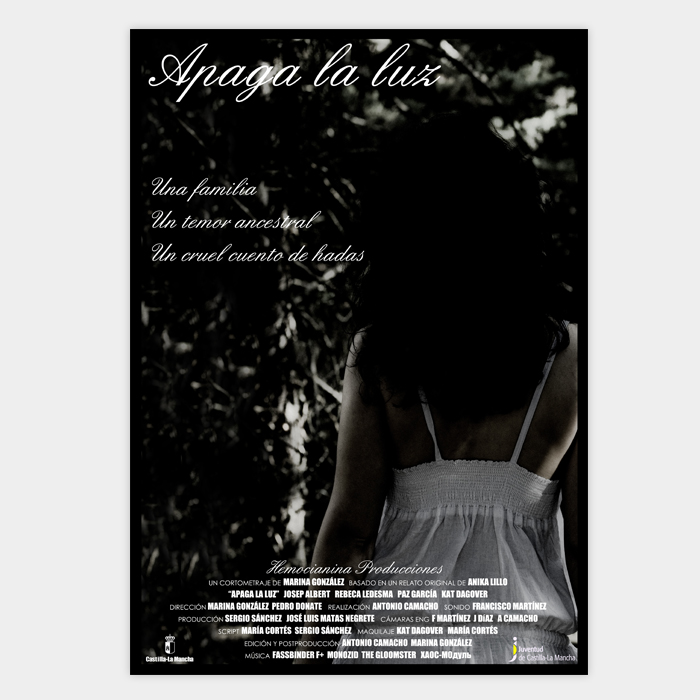 Apaga la luz
Una familia
Un temor ancestral
Un cruel cuento de hadas
Hemocianina Producciones
UN CORTOMETRAJE DE MARINA GONZÁLEZ BASADO EN UN RELATO ORIGINAL DE ANIKA LILLO
"APAGA LA LUZ" JOSEP ALBERT REBECA LEDESMA PAZ GARCÍA KAT DAGOVER
DIRECCIÓN MARINA GONZÁLEZ PEDRO DONATE REALIZACIÓN ANTONIO CAMACHO SONIDO FRANCISCO MARTÍNEZ
PRODUCCIÓN SERGIO SÁNCHEZ JOSÉ LUIS MATAS NEGRETE CÁMARAS ENG F MARTÍNEZ J DíAZ A CAMACHO
SCRIPT MARÍA CORTÉS SERGIO SÁNCHEZ MAQUILAJE KAT DAGOVER MARÍA CORTÉS
EDICIÓN Y POSTPRODUCCIÓN ANTONIO CAMACHO MARINA GONZÁLEZ
MÚSICA FASSBINDER F+ MONOZID THE GLOOMSTER ХАОС-МОдуль
Castilla-La Mancha
Juventud
de Castilla-La Mancha